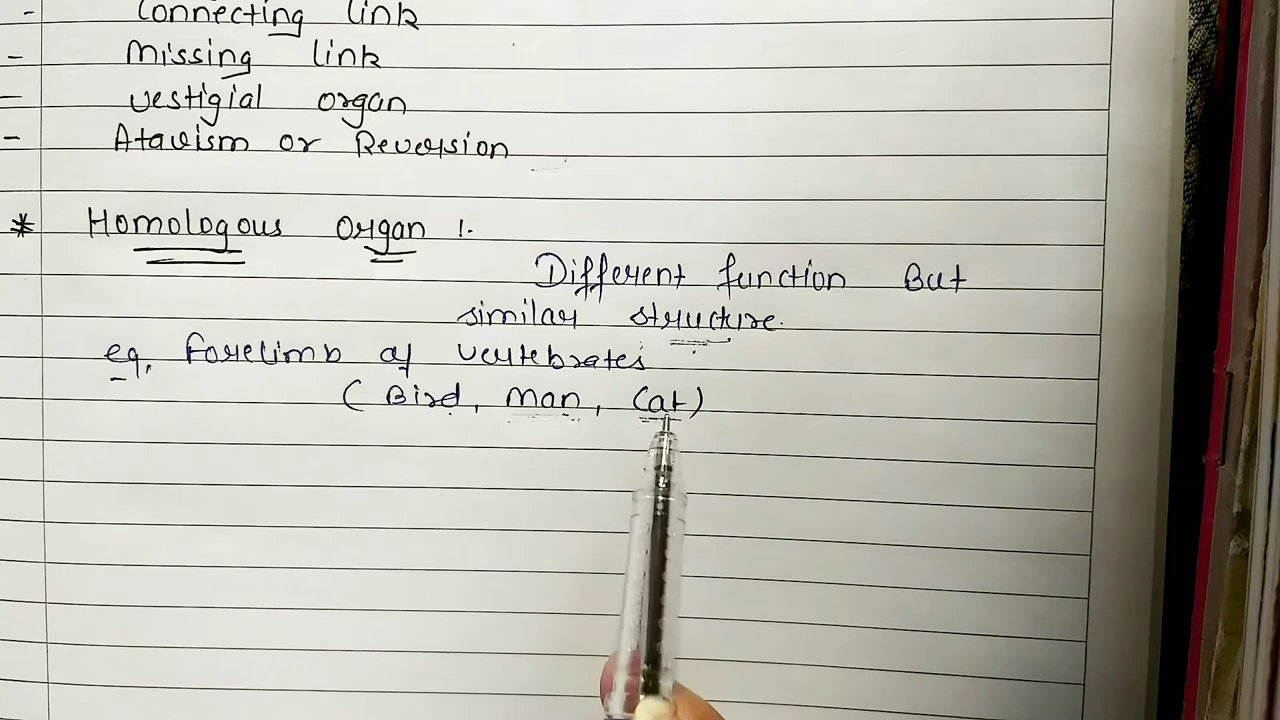 - Connecting link
- Missing link
- vestigial organ
- Atavism or Reversion
* Homologous organ :-
Different function But
similar structure.
eg. Forelimb of vertebrates
(Bird, Man, Cat)